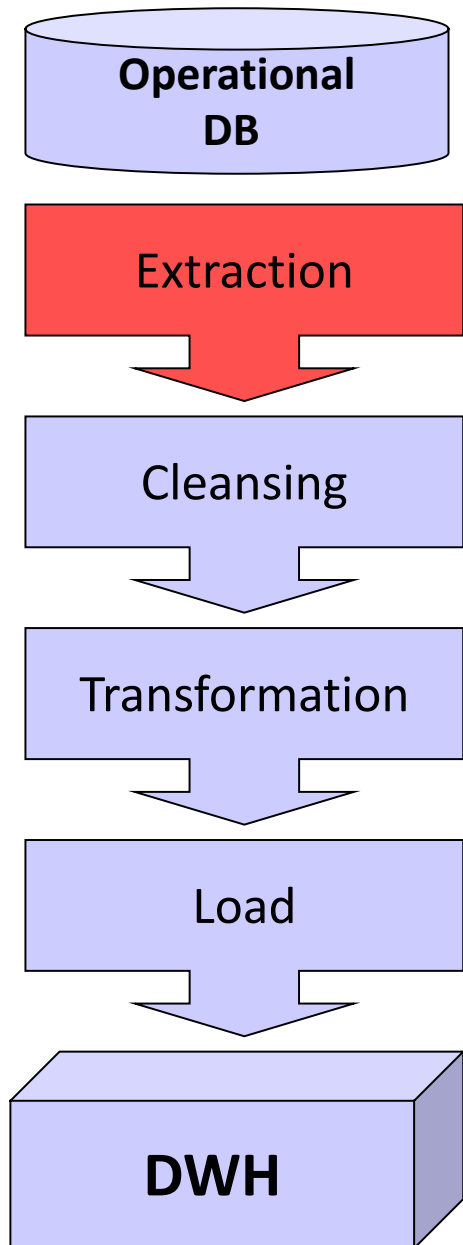 Operational
DB
Extraction
Cleansing
Transformation
Load
DWH